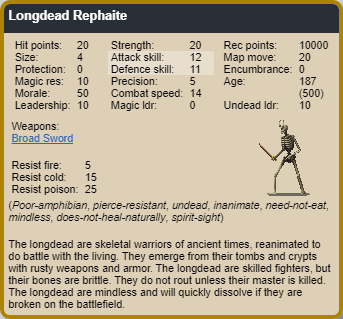 Longdead Rephaite
Hit points: 20 Strength: 20 Rec points: 10000
Size: 4 Attack skill: 12 Map move: 20
Protection: 0 Defence skill: 11 Encumbrance: 0
Magic res: 10 Precision: 5 Age: 187
Morale: 50 Combat speed: 14 (500)
Leadership: 10 Magic ldr: 0 Undead ldr: 10
Weapons:
Broad Sword
Resist fire: 5
Resist cold: 15
Resist poison: 25
(Poor-amphibian, pierce-resistant, undead, inanimate, need-not-eat,
mindless, does-not-heal-naturally, spirit-sight)
The longdead are skeletal warriors of ancient times, reanimated to
do battle with the living. They emerge from their tombs and crypts
with rusty weapons and armor. The longdead are skilled fighters, but
their bones are brittle. They do not rout unless their master is killed.
The longdead are mindless and will quickly dissolve if they are
broken on the battlefield.